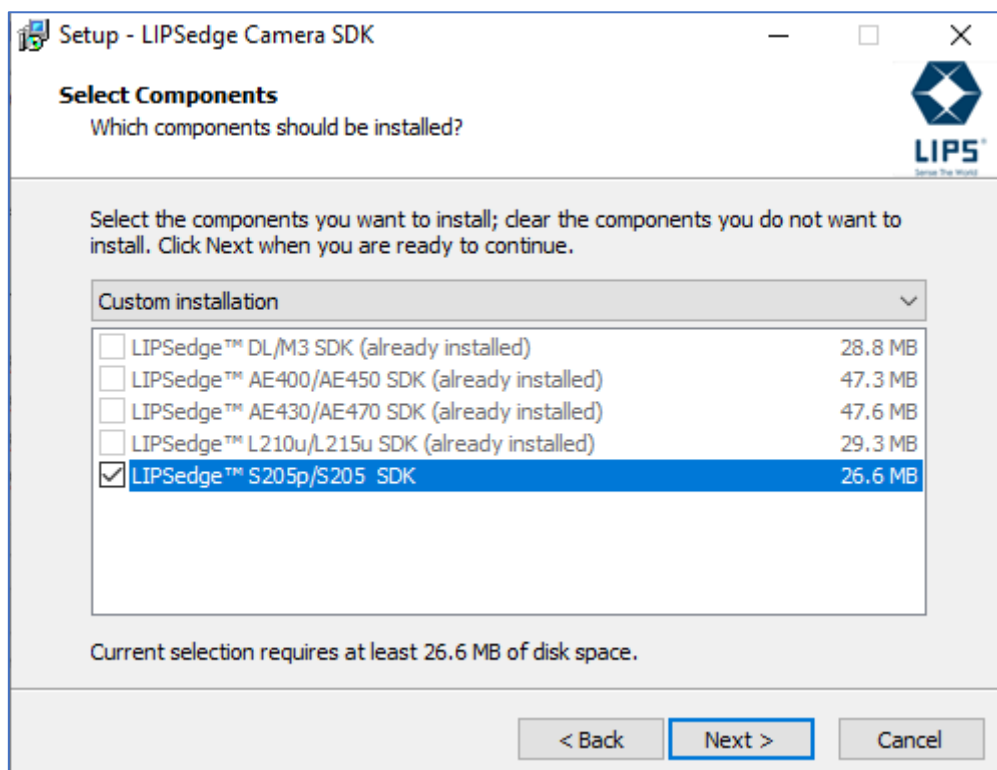 Setup - LIPSedge Camera SDK
Select Components
Which components should be installed?
LIPS®
Sense The World
Select the components you want to install; clear the components you do not want to
install. Click Next when you are ready to continue.
Custom installation
LIPSedge™ DL/M3 SDK (already installed) 28.8 MB
LIPSedge™ AE400/AE450 SDK (already installed) 47.3 MB
LIPSedge™ AE430/AE470 SDK (already installed) 47.6 MB
LIPSedge™ L210u/L215u SDK (already installed) 29.3 MB
LIPSedge™ S205p/S205  SDK 26.6 MB
Current selection requires at least 26.6 MB of disk space.
< Back Next > Cancel